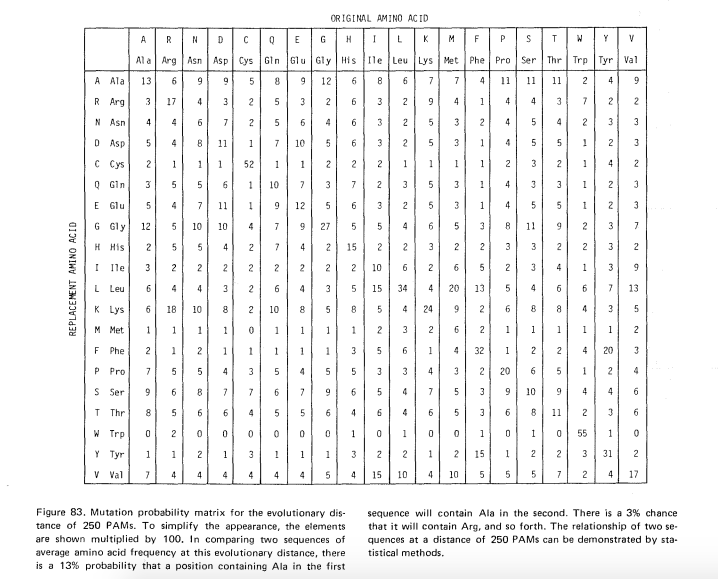 ORIGINAL AMINO ACID
A R N D C Q E G H I L K M F P S T W Y V
Ala Arg Asn Asp Cys Gln Glu Gly His Ile Leu Lys Met Phe Pro Ser Thr Trp Tyr Val
A Ala 13 6 9 9 5 8 9 12 6 8 6 7 7 4 11 11 11 2 4 9
R Arg 3 17 4 3 2 5 3 2 6 3 2 9 4 1 4 4 3 7 2 2
N Asn 4 4 6 7 2 5 6 4 6 3 2 5 3 2 4 5 4 2 3 3
D Asp 5 4 8 11 1 7 10 5 6 3 2 5 3 1 4 5 5 1 2 3
C Cys 2 1 1 1 52 1 1 2 2 2 1 1 1 1 2 3 2 1 4 2
Q Gln 3 5 5 6 1 10 7 3 7 2 3 5 3 1 4 3 3 1 2 3
E Glu 5 4 7 11 1 9 12 5 6 3 2 5 3 1 4 5 5 1 2 3
G Gly 12 5 10 10 4 7 9 27 5 5 4 6 5 3 8 11 9 2 3 7
H His 2 5 5 4 2 7 4 2 15 2 2 3 2 2 3 3 2 2 3 2
I Ile 3 2 2 2 2 2 2 2 2 10 6 2 6 5 2 3 4 1 3 9
L Leu 6 4 4 3 2 6 4 3 5 15 34 4 20 13 5 4 6 6 7 13
K Lys 6 18 10 8 2 10 8 5 8 5 4 24 9 2 6 8 8 4 3 5
M Met 1 1 1 1 0 1 1 1 1 2 3 2 6 2 1 1 1 1 1 2
F Phe 2 1 2 1 1 1 1 1 3 5 6 1 4 32 1 2 2 4 20 3
P Pro 7 5 5 4 3 5 4 5 5 3 3 4 3 2 20 6 5 1 2 4
S Ser 9 6 8 7 7 6 7 9 6 5 4 7 5 3 9 10 9 4 4 6
T Thr 8 5 6 6 4 5 5 6 4 6 4 6 5 3 6 8 11 2 3 6
W Trp 0 2 0 0 0 0 0 0 1 0 1 0 0 1 0 1 0 55 1 0
Y Tyr 1 1 2 1 3 1 1 1 3 2 2 1 2 15 1 2 2 3 31 2
V Val 7 4 4 4 4 4 4 5 4 15 10 4 10 5 5 5 7 2 4 17
REPLACEMENT AMINO ACID
Figure 83. Mutation probability matrix for the evolutionary dis-
tance of 250 PAMs. To simplify the appearance, the elements
are shown multiplied by 100. In comparing two sequences of
average amino acid frequency at this evolutionary distance, there
is a 13% probability that a position containing Ala in the first
sequence will contain Ala in the second. There is a 3% chance
that it will contain Arg, and so forth. The relationship of two se-
quences at a distance of 250 PAMs can be demonstrated by sta-
tistical methods.